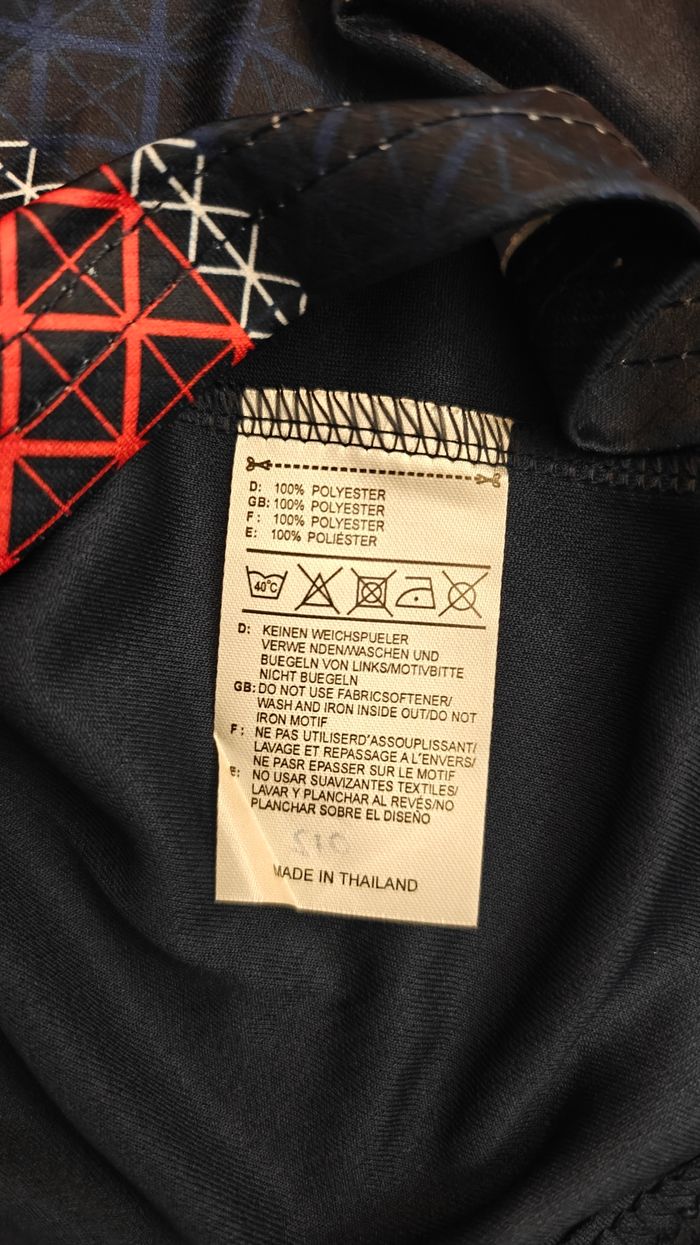 D: 100% POLYESTER
GB: 100% POLYESTER
F: 100% POLYESTER
E: 100% POLIÉSTER
40°C
D: KEINEN WEICHSPUELER
VERWE NDEN/WASCHEN UND
BUEGELN VON LINKS/MOTIV/BITTE
NICHT BUEGELN
GB: DO NOT USE FABRICSOFTENER/
WASH AND IRON INSIDE OUT/DO NOT
IRON MOTIF
F: NE PAS UTILISERD'ASSOUPLISSANT/
LAVAGE ET REPASSAGE A L'ENVERS/
NE PASR EPASSER SUR LE MOTIF
E: NO USAR SUAVIZANTES TEXTILES/
LAVAR Y PLANCHAR AL REVÉS/NO
PLANCHAR SOBRE EL DISEÑO
MADE IN THAILAND